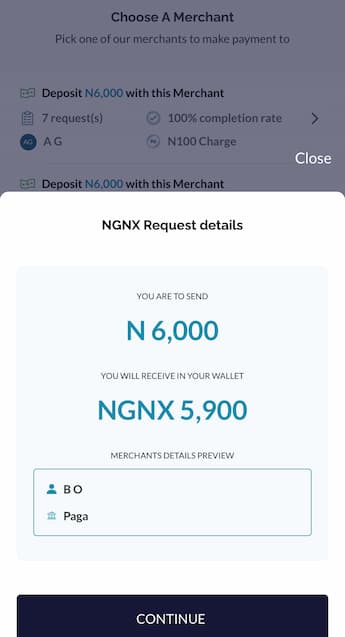 Choose A Merchant
Pick one of our merchants to make payment to
Deposit N6,000 with this Merchant
7 request(s)
100% completion rate
AG
A G
N100 Charge
Close
Deposit N6,000 with this Merchant
NGNX Request details
YOU ARE TO SEND
N 6,000
YOU WILL RECEIVE IN YOUR WALLET
NGNX 5,900
MERCHANTS DETAILS PREVIEW
B O
Paga
CONTINUE